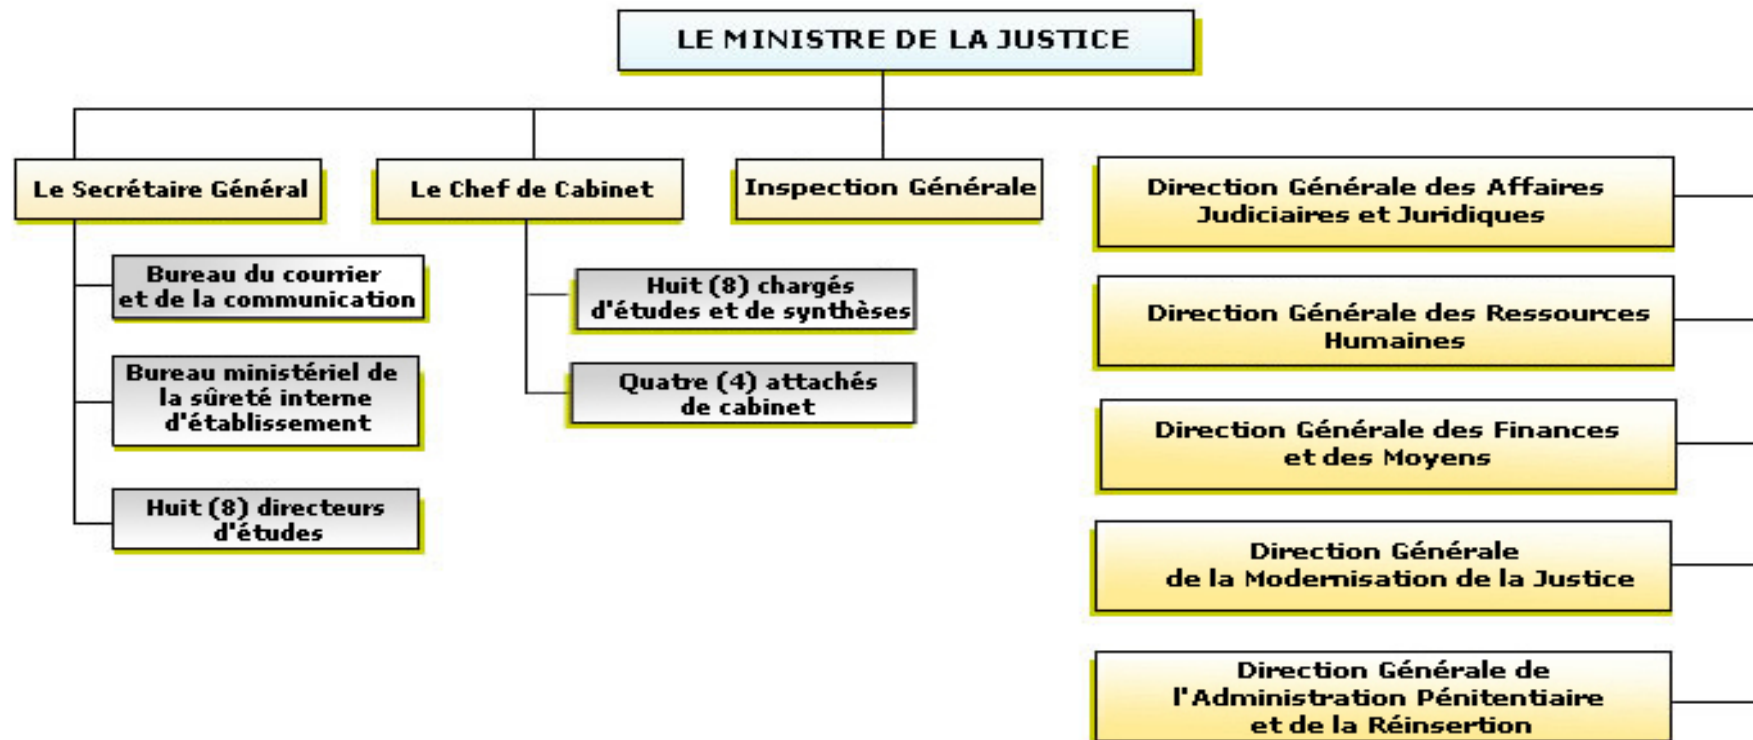 LE MINISTRE DE LA JUSTICE
Le Secrétaire Général
Le Chef de Cabinet
Inspection Générale
Bureau du courrier
et de la communication
Bureau ministériel de
la sûreté interne
d'établissement
Huit (8) directeurs
d'études
Huit (8) chargés
d'études et de synthèses
Quatre (4) attachés
de cabinet
Direction Générale des Affaires
Judiciaires et Juridiques
Direction Générale des Ressources
Humaines
Direction Générale des Finances
et des Moyens
Direction Générale
de la Modernisation de la Justice
Direction Générale de
l'Administration Pénitentiaire
et de la Réinsertion